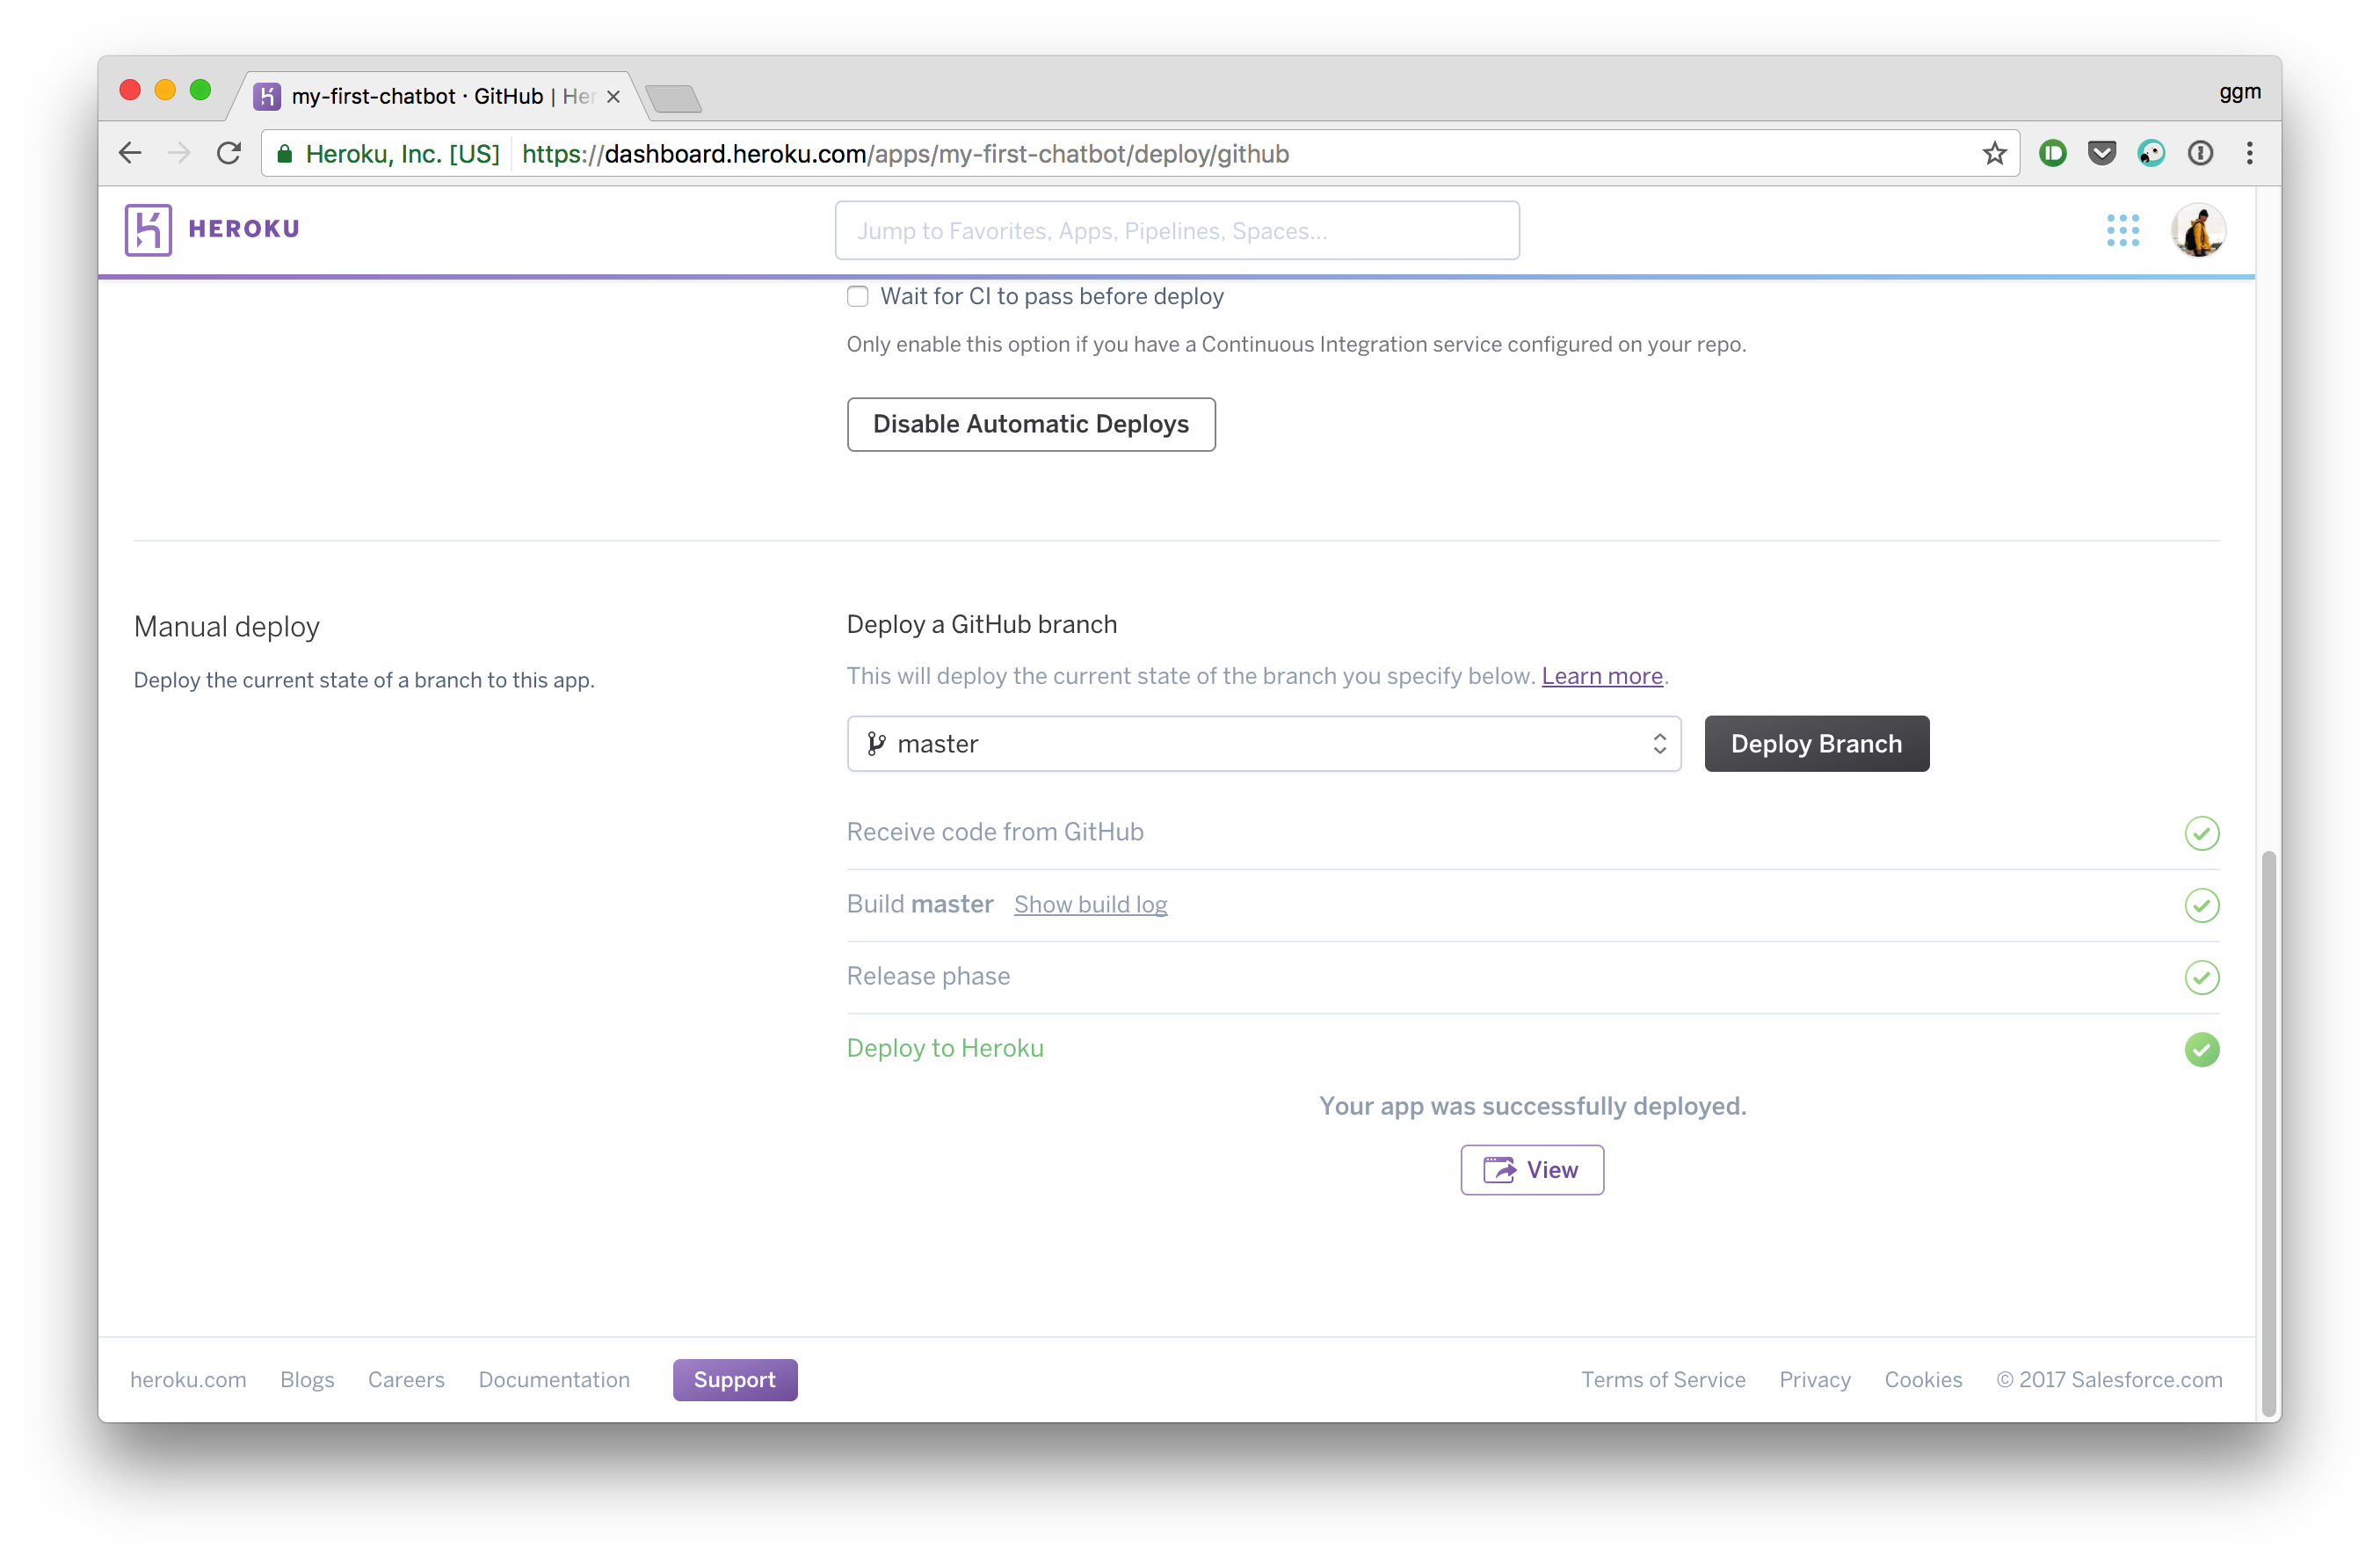 my-first-chatbot · GitHub | Her
ggm
Heroku, Inc. [US] https://dashboard.heroku.com/apps/my-first-chatbot/deploy/github
HEROKU
Jump to Favorites, Apps, Pipelines, Spaces...
Wait for CI to pass before deploy
Only enable this option if you have a Continuous Integration service configured on your repo.
Disable Automatic Deploys
Manual deploy
Deploy the current state of a branch to this app.
Deploy a GitHub branch
This will deploy the current state of the branch you specify below. Learn more.
master
Deploy Branch
Receive code from GitHub
Build master Show build log
Release phase
Deploy to Heroku
Your app was successfully deployed.
View
heroku.com Blogs Careers Documentation Support Terms of Service Privacy Cookies © 2017 Salesforce.com